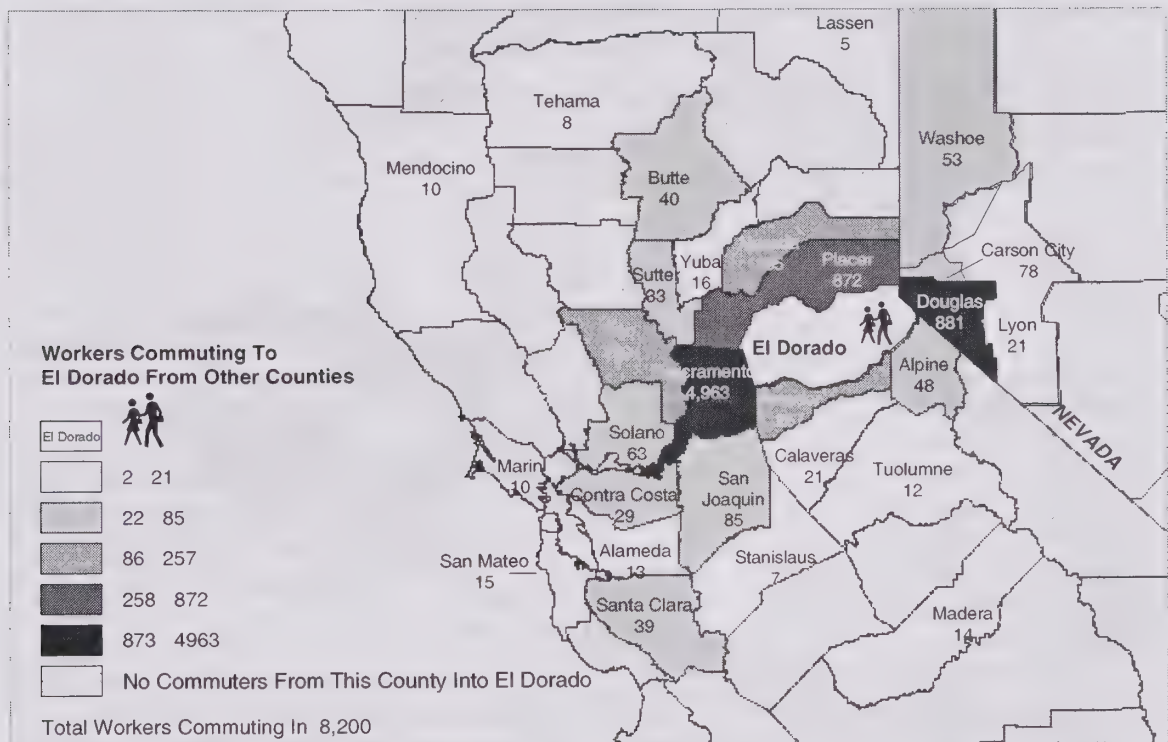 Lassen
5
Tehama
8
Washoe
53
Mendocino
10
Butte
40
Carson City
78
Yuba
16
Sutter
33
Placer
872
Douglas
881
Lyon
21
El Dorado
Workers Commuting To
El Dorado From Other Counties
cramento
4,963
Alpine
48
El Dorado
2 21
22 85
86 257
258 872
873 4963
No Commuters From This County Into El Dorado
Total Workers Commuting In 8,200
Solano
63
NEVADA
Marin
10
Calaveras
21
Tuolumne
12
Contra Costa
29
San
Joaquin
85
San Mateo
15
Alameda
13
Stanislaus
7
Santa Clara
39
Madera
14